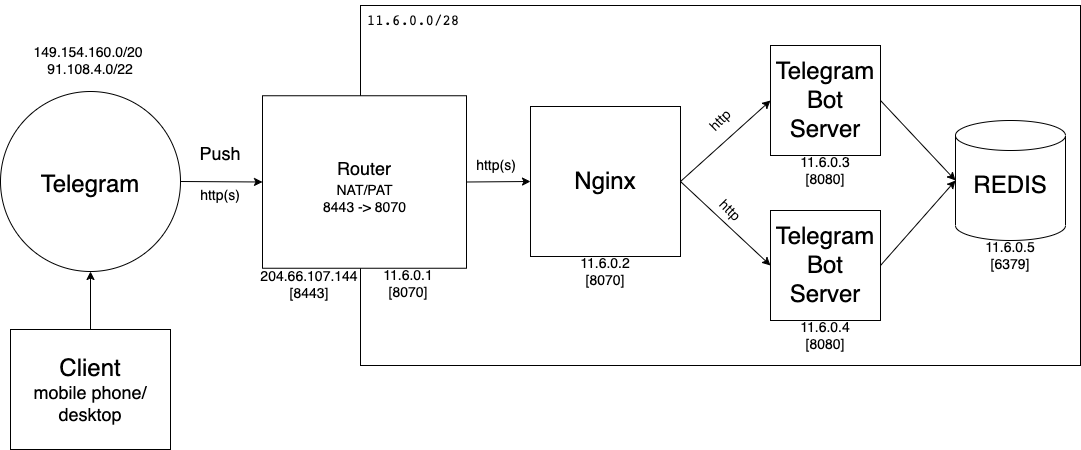 11.6.0.0/28
149.154.160.0/20
91.108.4.0/22
Telegram
Push
http(s)
Router
NAT/PAT
8443 -> 8070
204.66.107.144
[8443]
11.6.0.1
[8070]
http(s)
Nginx
11.6.0.2
[8070]
http
http
Telegram
Bot
Server
11.6.0.3
[8080]
Telegram
Bot
Server
11.6.0.4
[8080]
REDIS
11.6.0.5
[6379]
Client
mobile phone/
desktop